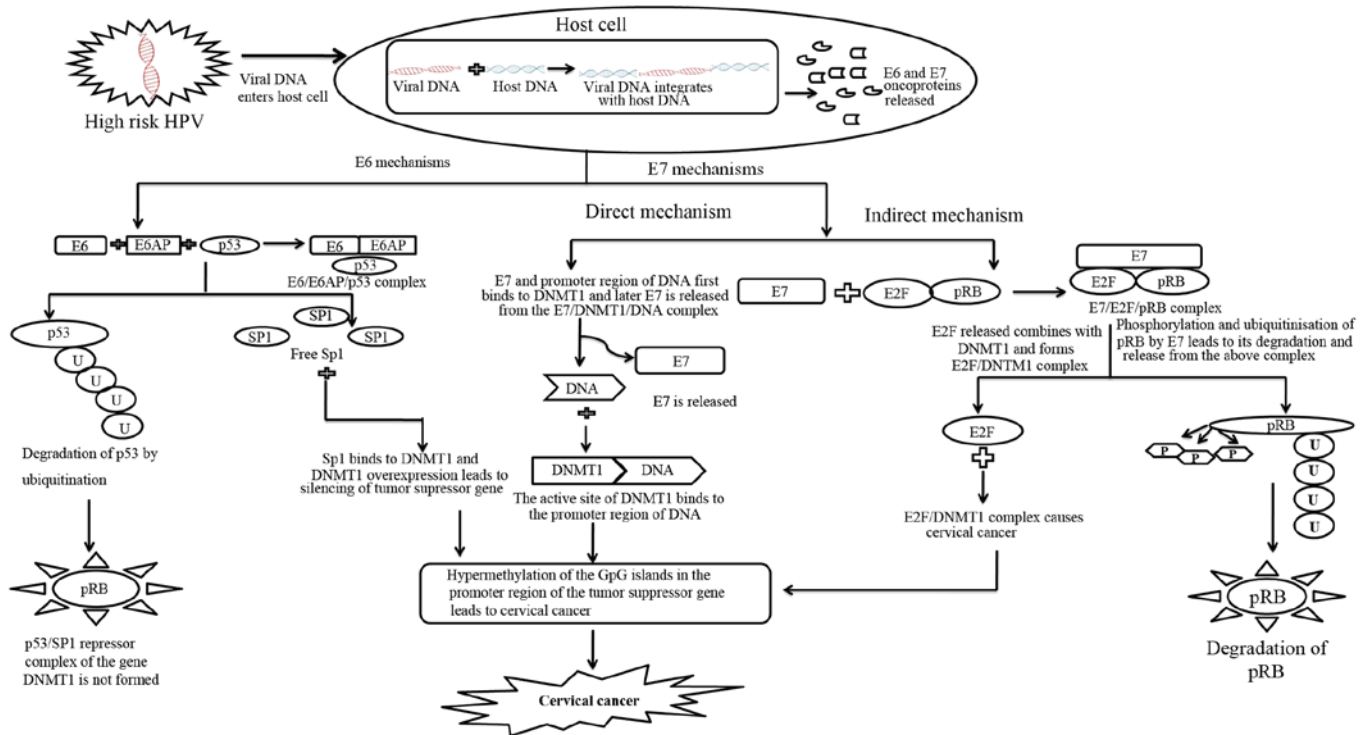 Host cell
Viral DNA
enters host cell
High risk HPV
Viral DNA
Host DNA
Viral DNA integrates
with host DNA
E6 and E7
oncoproteins
released
E6 mechanisms
E7 mechanisms
Direct mechanism
Indirect mechanism
E6
E6AP
p53
E6
E6AP
p53
E6/E6AP/p53 complex
p53
U
U
U
U
Degradation of p53 by
ubiquitination
pRB
p53/SP1 repressor
complex of the gene
DNMT1 is not formed
SP1
SP1
SP1
Free Sp1
Sp1 binds to DNMT1 and
DNMT1 overexpression leads to
silencing of tumor supressor gene
E7 and promoter region of DNA first
binds to DNMT1 and later E7 is released
from the E7/DNMT1/DNA complex
E7
E7 is released
DNA
DNMT1
DNA
The active site of DNMT1 binds to
the promoter region of DNA
E7
E2F
pRB
E7
E2F
pRB
E7/E2F/pRB complex
E2F released combines with
DNMT1 and forms
E2F/DNTM1 complex
Phosphorylation and ubiquitinisation of
pRB by E7 leads to its degradation and
release from the above complex
E2F
E2F/DNMT1 complex causes
cervical cancer
pRB
P
P
P
U
U
U
U
pRB
Degradation of
pRB
Hypermethylation of the GpG islands in the
promoter region of the tumor suppressor gene
leads to cervical cancer
Cervical cancer